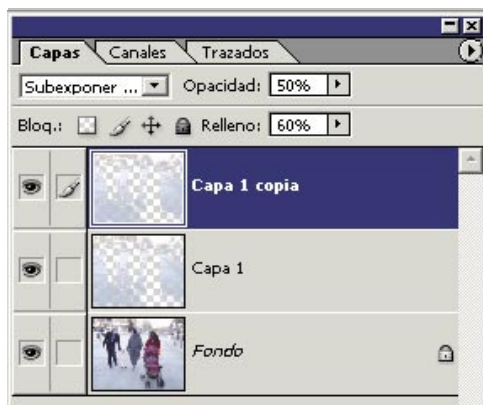 Capas Canales Trazados
Subexponer ... Opacidad: 50%
Bloq.: Relleno: 60%
Capa 1 copia
Capa 1
Fondo